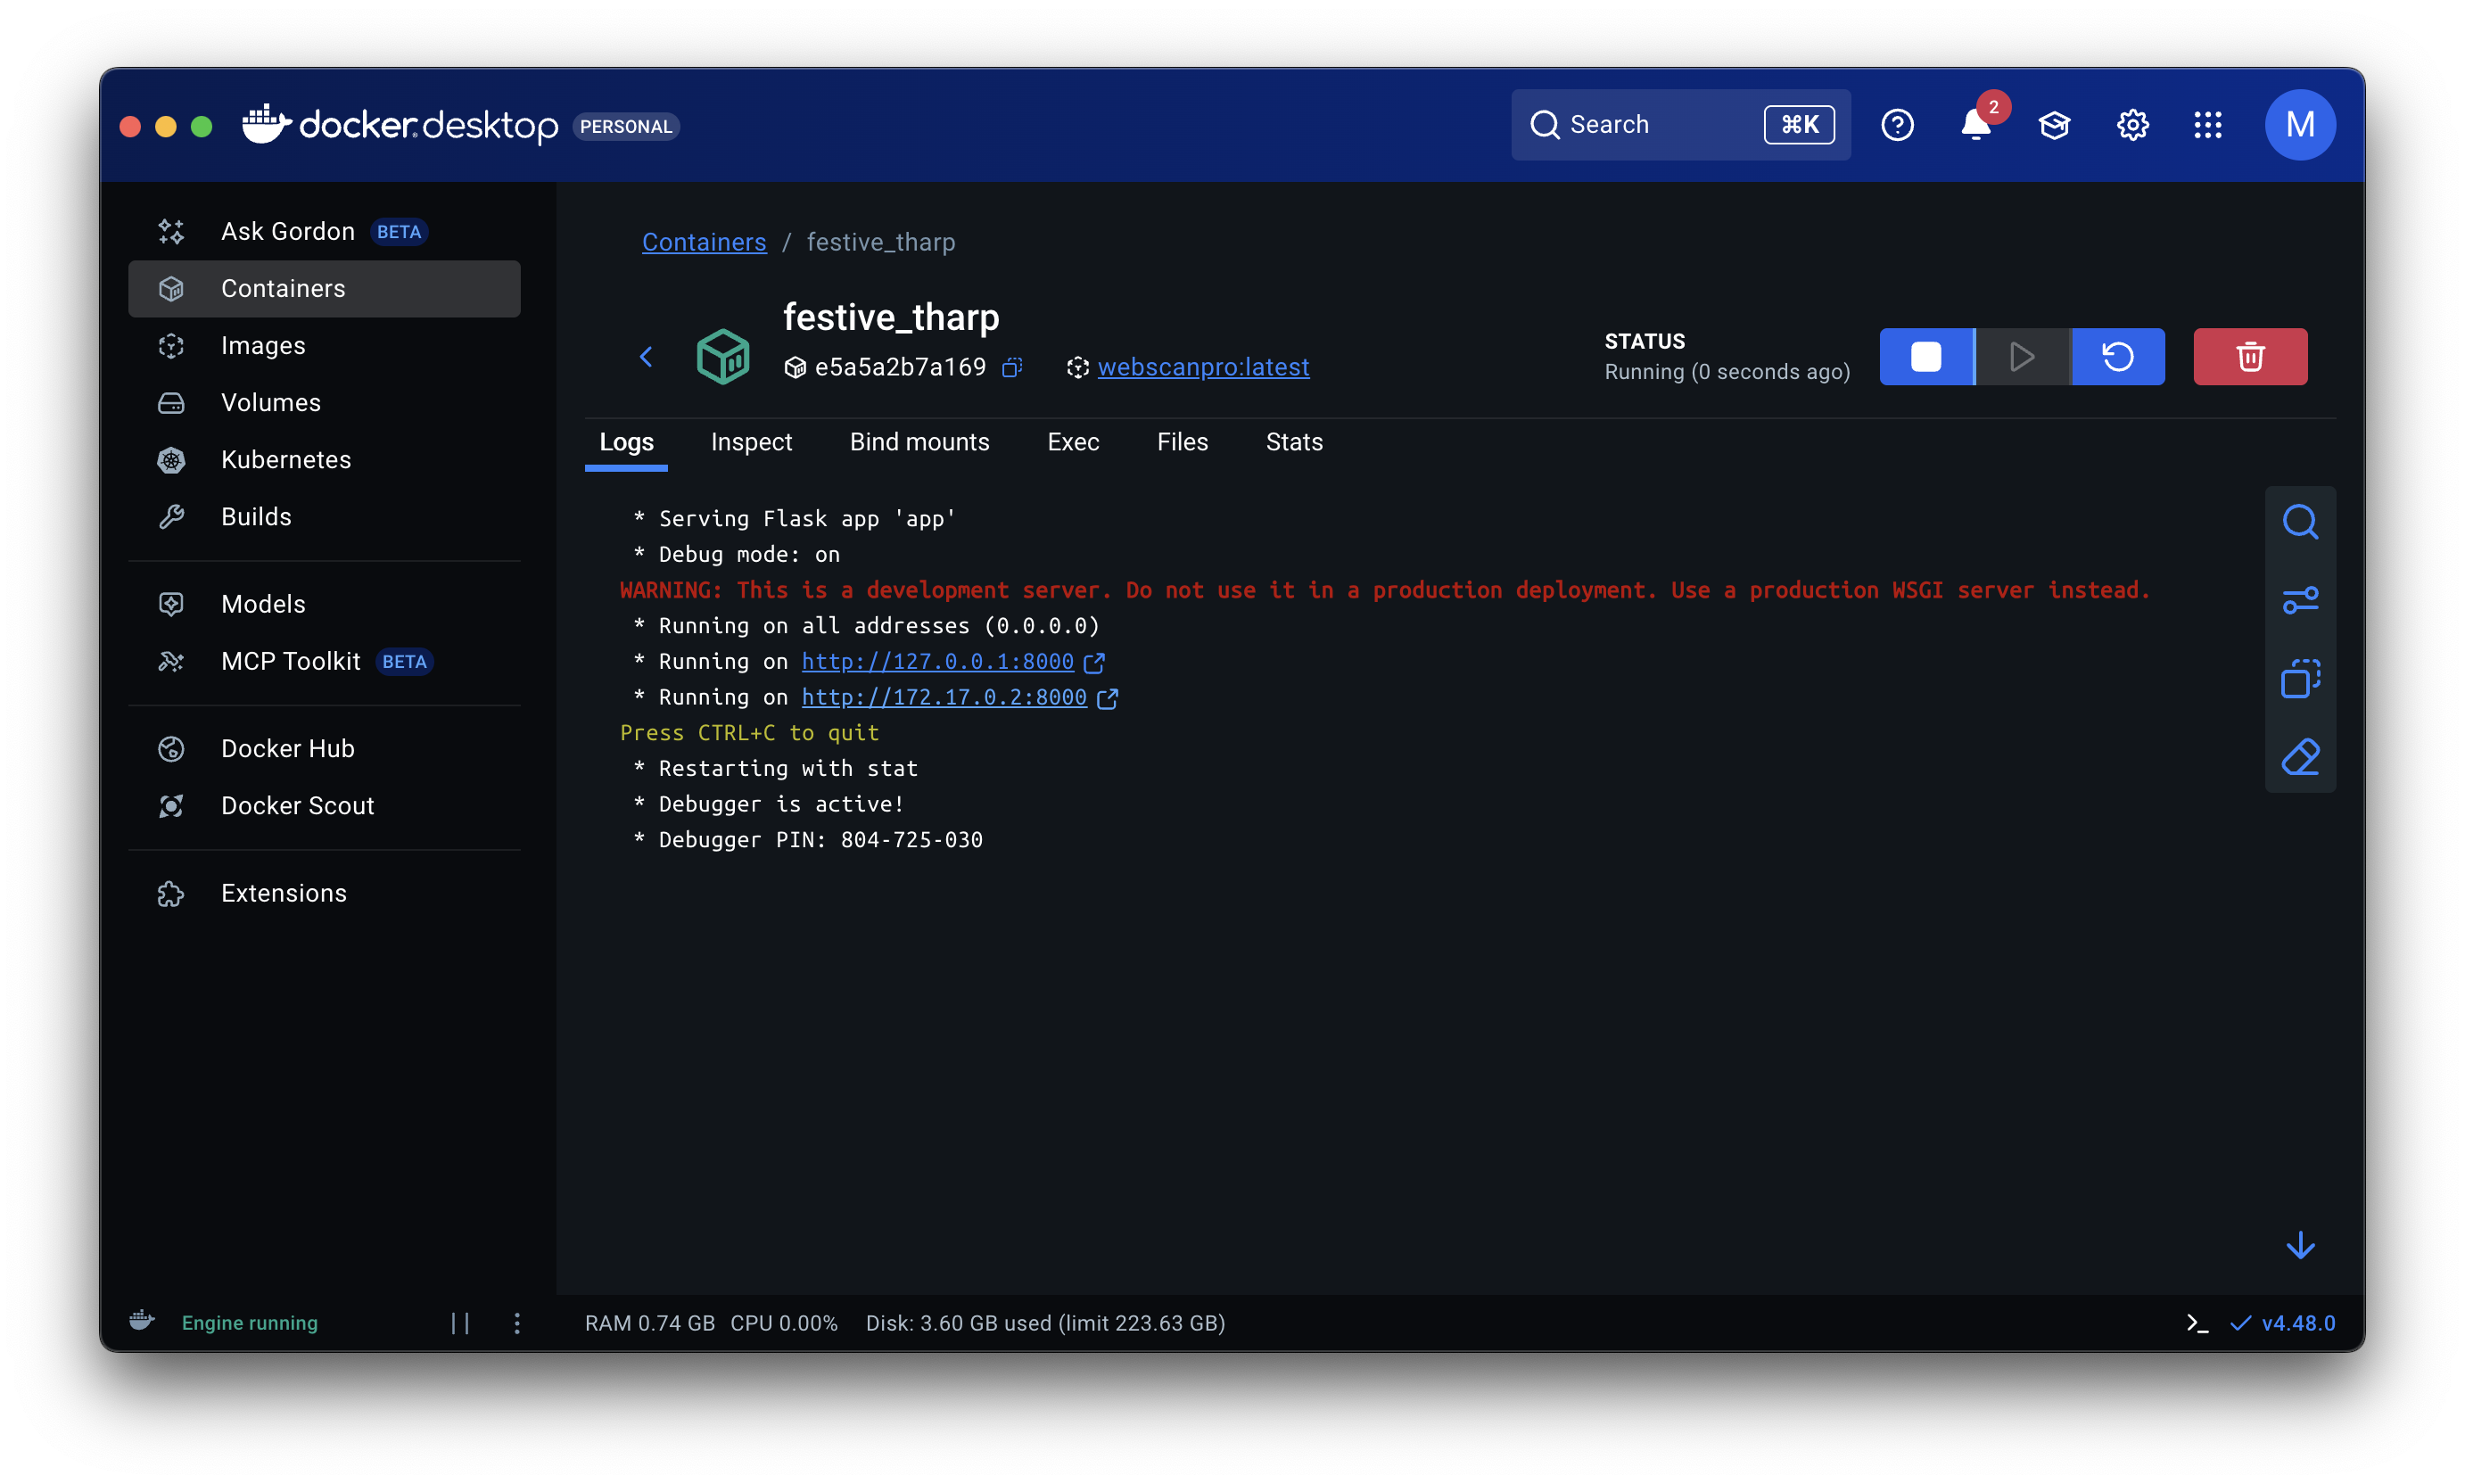 docker desktop PERSONAL
Search ⌘K
2
M
Ask Gordon BETA
Containers
Images
Volumes
Kubernetes
Builds
Models
MCP Toolkit BETA
Docker Hub
Docker Scout
Extensions
Containers / festive_tharp
festive_tharp
e5a5a2b7a169 webscanpro:latest
STATUS
Running (0 seconds ago)
Logs Inspect Bind mounts Exec Files Stats
* Serving Flask app 'app'
* Debug mode: on
WARNING: This is a development server. Do not use it in a production deployment. Use a production WSGI server instead.
* Running on all addresses (0.0.0.0)
* Running on http://127.0.0.1:8000
* Running on http://172.17.0.2:8000
Press CTRL+C to quit
* Restarting with stat
* Debugger is active!
* Debugger PIN: 804-725-030
Engine running
RAM 0.74 GB CPU 0.00% Disk: 3.60 GB used (limit 223.63 GB)
v4.48.0